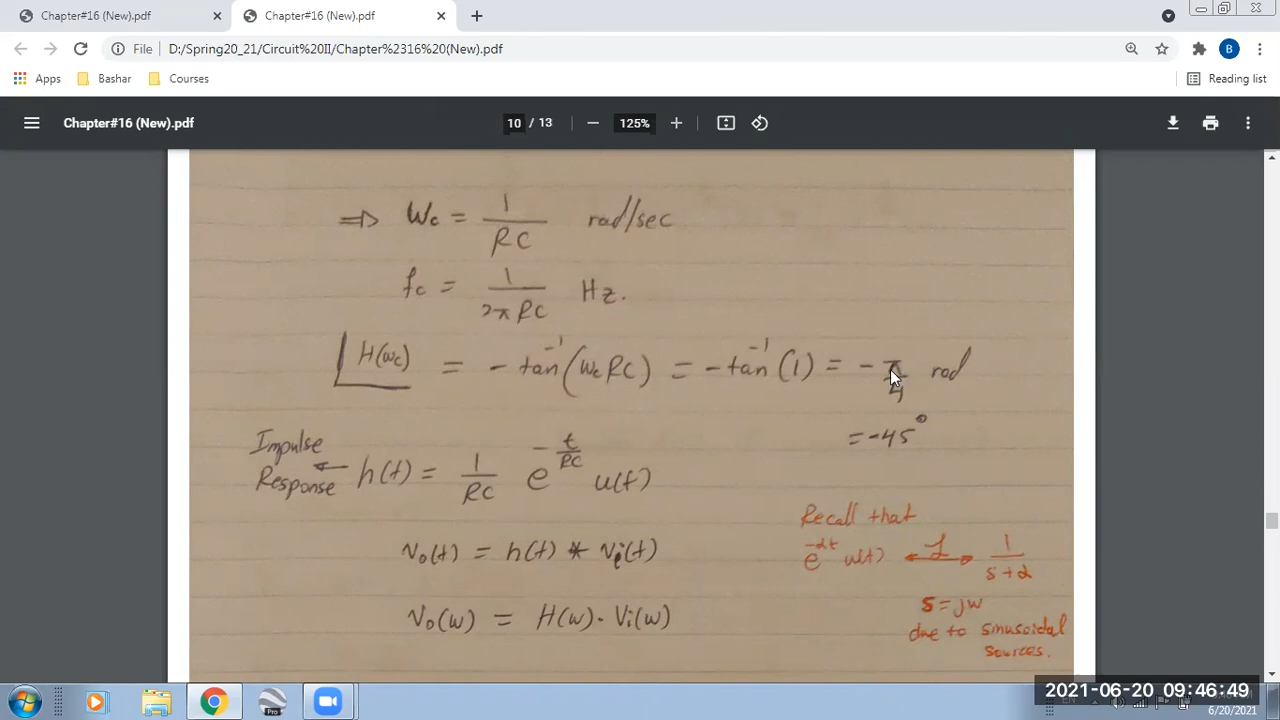 Chapter#16 (New).pdf
Chapter#16 (New).pdf
File D:/Spring20_21/Circuit%20II/Chapter%2316%20(New).pdf
B
Apps Bashar Courses Reading list
Chapter#16 (New).pdf 10 / 13 125%
⇒ Wc = 1/RC rad/sec
fc = 1/2π RC Hz.
∠H(wc) = - tan⁻¹(wc RC) = - tan⁻¹(1) = - π/4 rad
= -45°
Impulse Response ← h(t) = 1/RC e^(-t/RC) u(t)
Recall that
vo(t) = h(t) * vi(t)
e^(-αt) u(t) ↔ L 1/(s+α)
s = jw
Vo(w) = H(w) · Vi(w)
due to sinusoidal
sources.
Pro
2021-06-20 09:46:49
6/20/2021